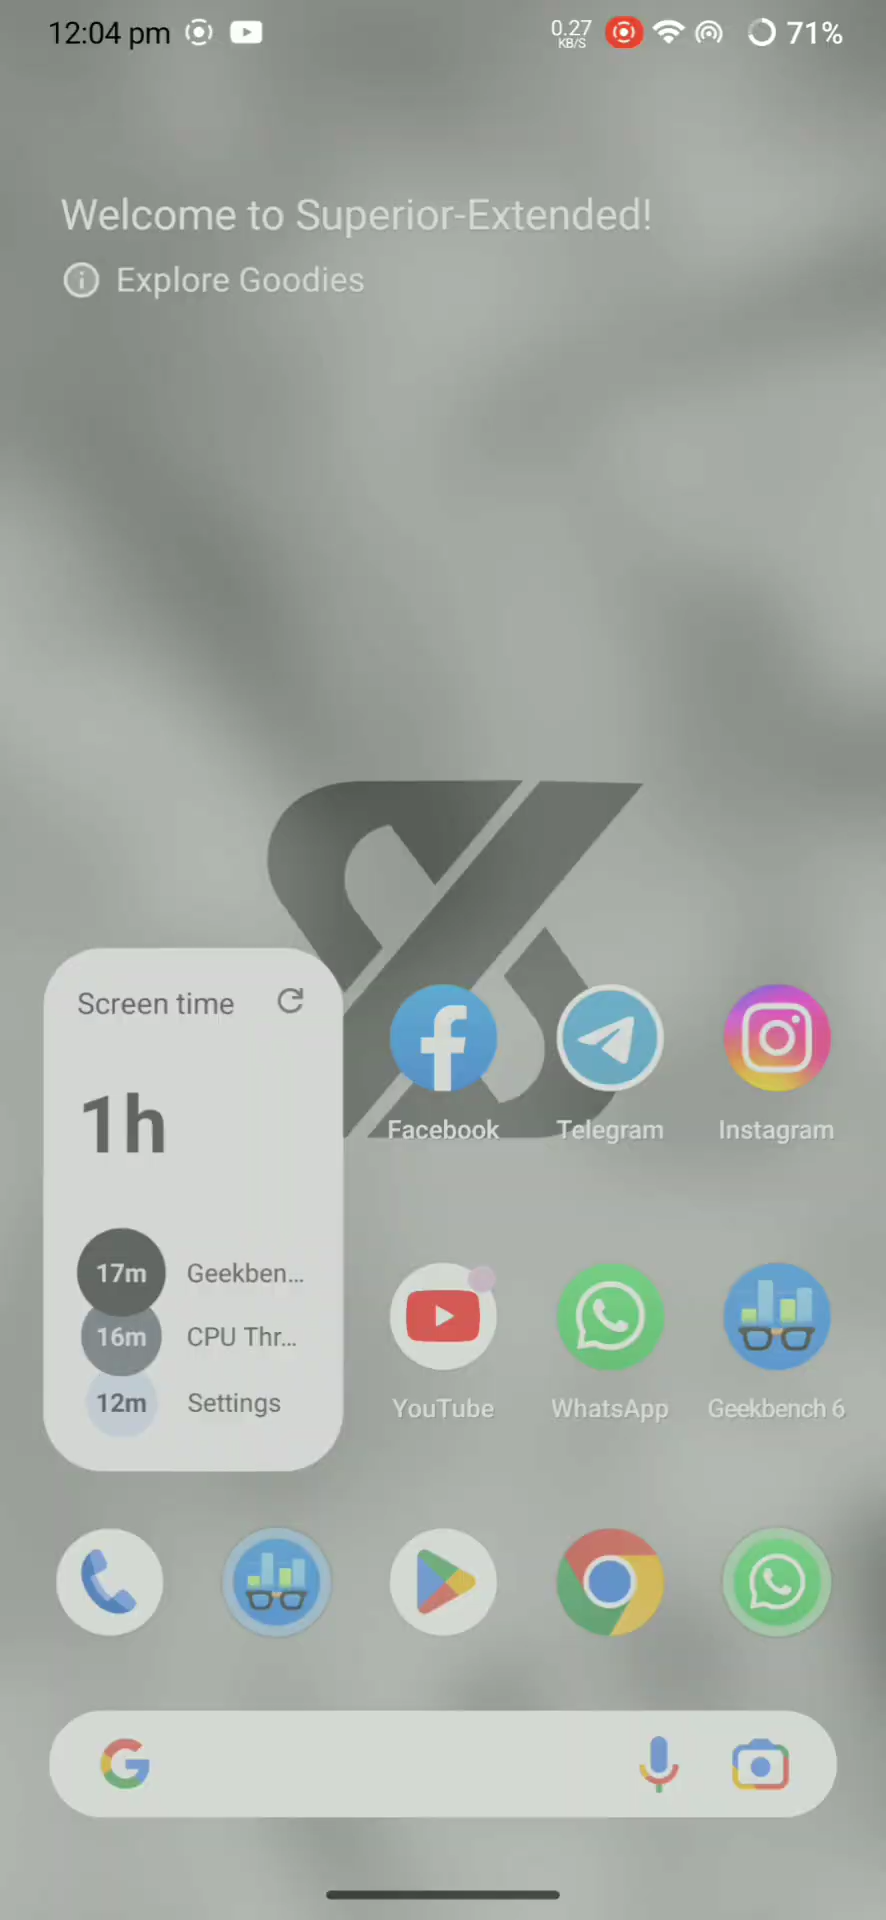 12:04 pm
0.27
KB/S
71%
Welcome to Superior-Extended!
Explore Goodies
Screen time
1h
17m Geekben...
16m CPU Thr...
12m Settings
Facebook
Telegram
Instagram
YouTube
WhatsApp
Geekbench 6